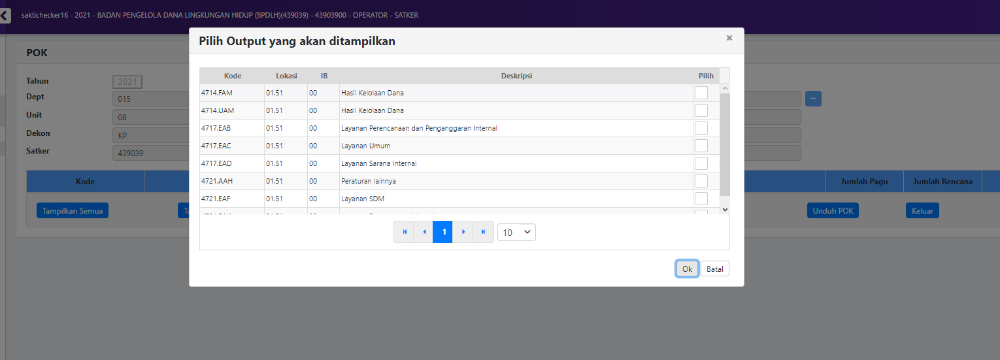 saktichecker16 - 2021 - BADAN PENGELOLA DANA LINGKUNGAN HIDUP (BPDLH)(439039) - 43903900 - OPERATOR - SATKER
Pilih Output yang akan ditampilkan
POK
Tahun 2021
Dept 015
Unit 08
Dekon KP
Satker 439039
Kode Lokasi IB Deskripsi Pilih
4714.FAM 01.51 00 Hasil Kelolaan Dana
4714.UAM 01.51 00 Hasil Kelolaan Dana
4717.EAB 01.51 00 Layanan Perencanaan dan Penganggaran Internal
4717.EAC 01.51 00 Layanan Umum
4717.EAD 01.51 00 Layanan Sarana Internal
4721.AAH 01.51 00 Peraturan lainnya
4721.EAF 01.51 00 Layanan SDM
1 10
Ok Batal
Kode Jumlah Pagu Jumlah Rencana
Tampilkan Semua Unduh POK Keluar